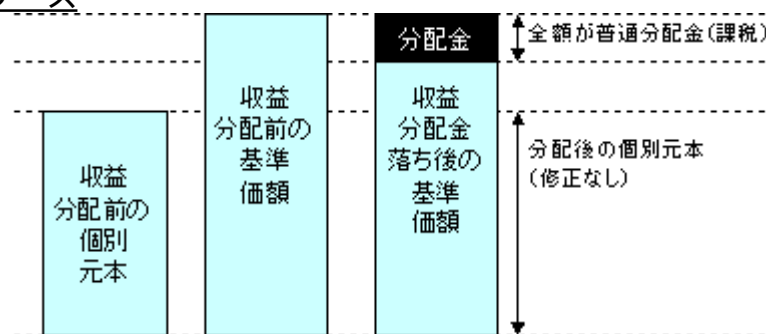 ース
分配金
全額が普通分配金(課税)
収益
分配前の
基準
価額
収益
分配金
落ち後の
基準
価額
分配後の個別元本
(修正なし)
収益
分配前の
個別
元本